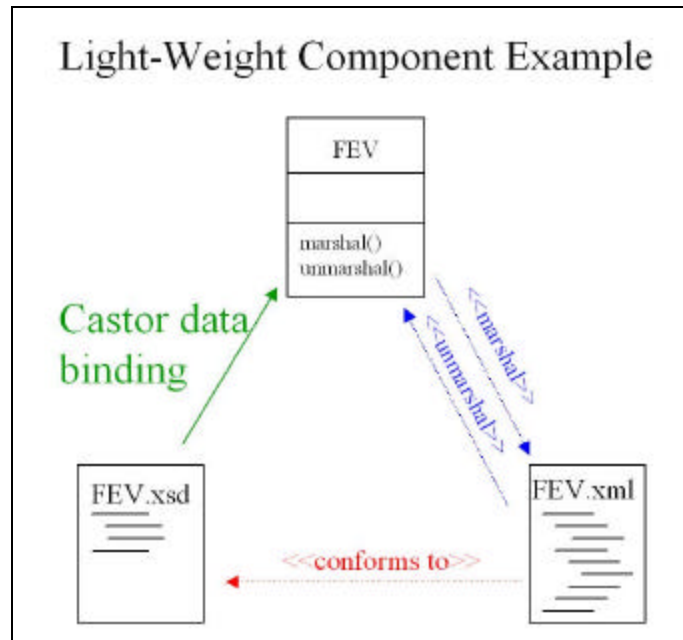 Light-Weight Component Example
FEV
marshal()
unmarshal()
Castor data
binding
<<marshal>>
<<unmarshal>>
FEV.xsd
FEV.xml
<<conforms to>>